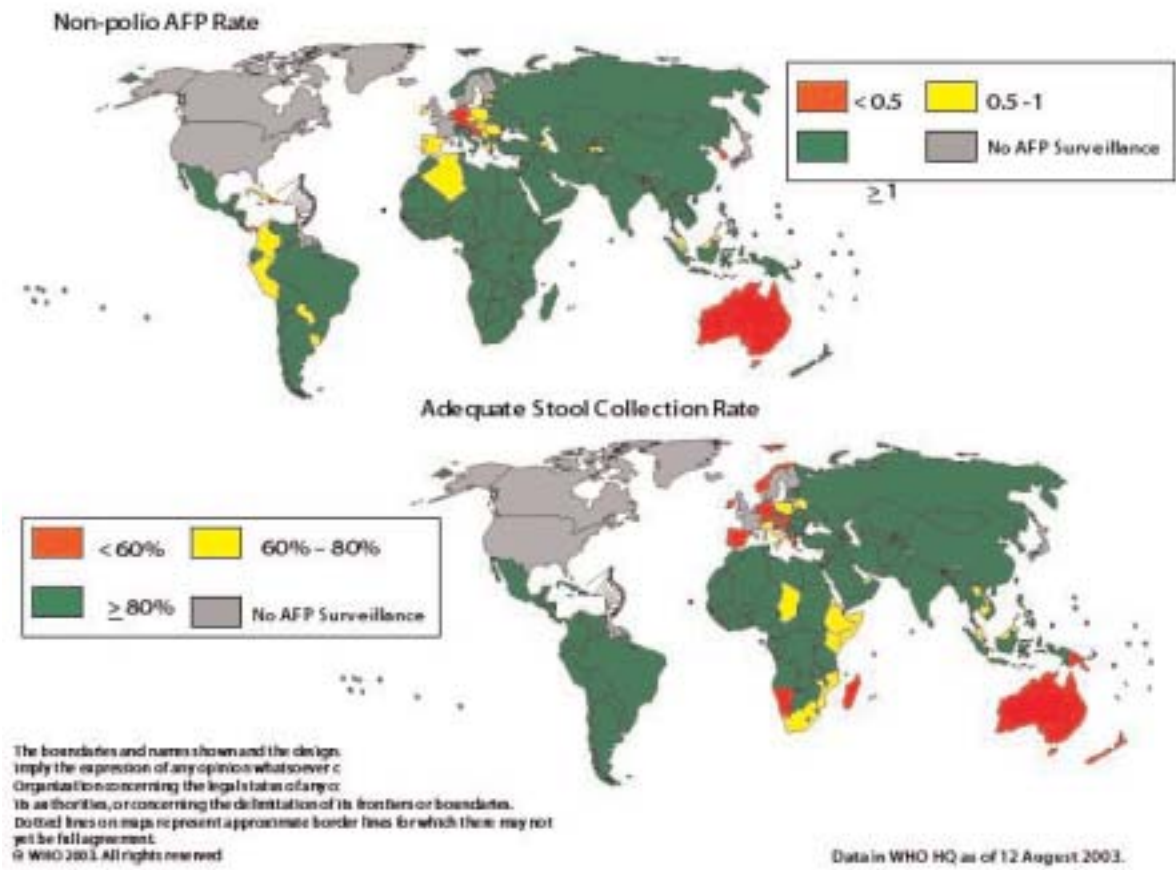 Non-polio AFP Rate
< 0.5
0.5 -1
No AFP Surveillance
≥ 1
Adequate Stool Collection Rate
< 60%
60% - 80%
≥ 80%
No AFP Surveillance
The boundaries and names shown and the design
imply the expression of any opinion whatsoever c
Organization concerning the legal status of any
its authorities, or concerning the delimitation of its frontiers or boundaries.
Dotted lines on maps represent approximate border lines for which there may not
yet be full agreement.
© WHO 2003. All rights reserved
Data in WHO HQ as of 12 August 2003.